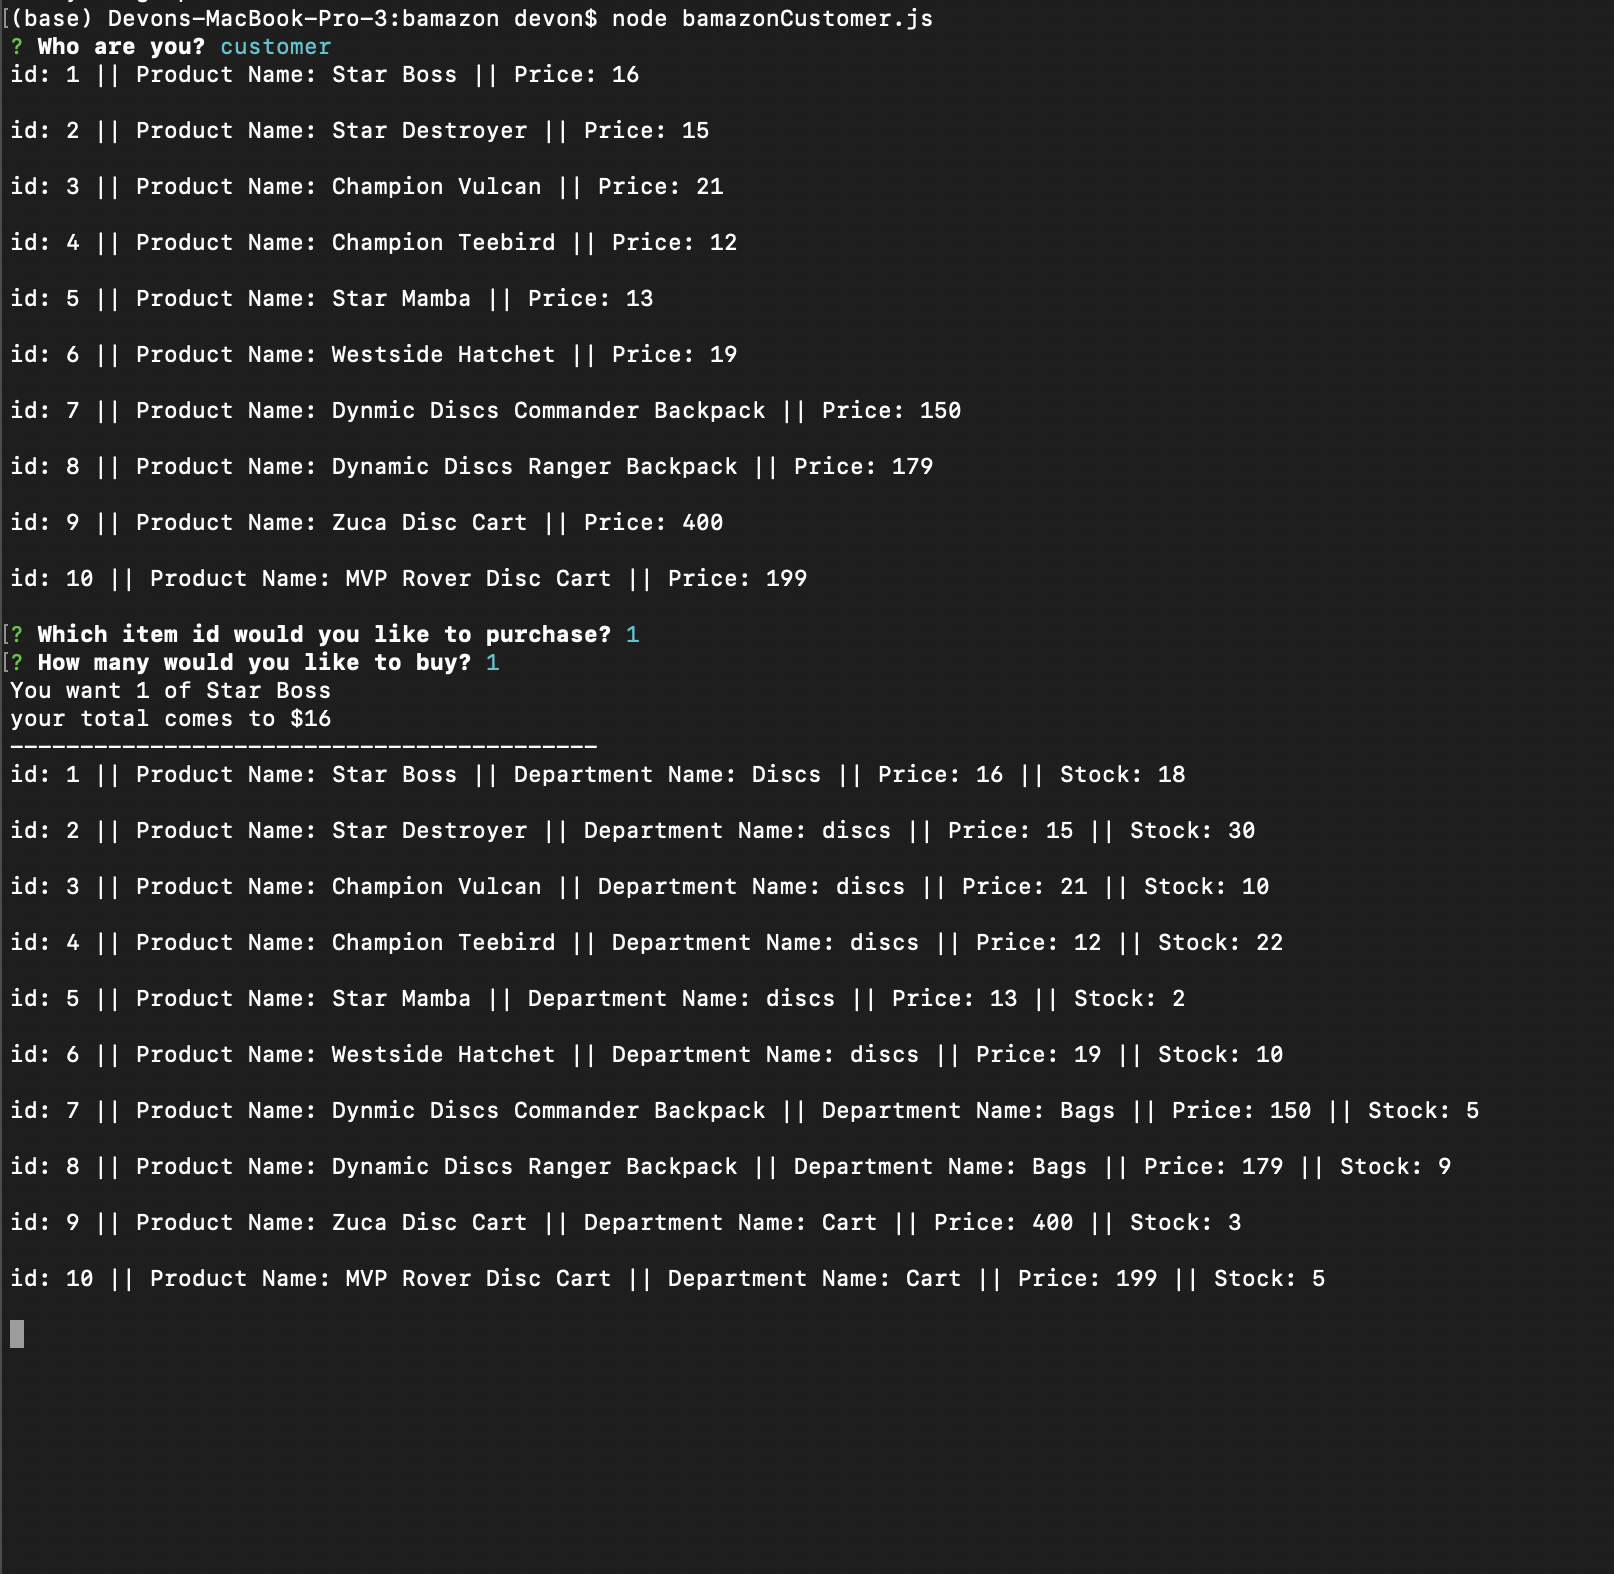 [(base) Devons-MacBook-Pro-3:bamazon devon$ node bamazonCustomer.js
? Who are you? customer
id: 1 || Product Name: Star Boss || Price: 16
id: 2 || Product Name: Star Destroyer || Price: 15
id: 3 || Product Name: Champion Vulcan || Price: 21
id: 4 || Product Name: Champion Teebird || Price: 12
id: 5 || Product Name: Star Mamba || Price: 13
id: 6 || Product Name: Westside Hatchet || Price: 19
id: 7 || Product Name: Dynmic Discs Commander Backpack || Price: 150
id: 8 || Product Name: Dynamic Discs Ranger Backpack || Price: 179
id: 9 || Product Name: Zuca Disc Cart || Price: 400
id: 10 || Product Name: MVP Rover Disc Cart || Price: 199
[? Which item id would you like to purchase? 1
[? How many would you like to buy? 1
You want 1 of Star Boss
your total comes to $16
------------------------------------------
id: 1 || Product Name: Star Boss || Department Name: Discs || Price: 16 || Stock: 18
id: 2 || Product Name: Star Destroyer || Department Name: discs || Price: 15 || Stock: 30
id: 3 || Product Name: Champion Vulcan || Department Name: discs || Price: 21 || Stock: 10
id: 4 || Product Name: Champion Teebird || Department Name: discs || Price: 12 || Stock: 22
id: 5 || Product Name: Star Mamba || Department Name: discs || Price: 13 || Stock: 2
id: 6 || Product Name: Westside Hatchet || Department Name: discs || Price: 19 || Stock: 10
id: 7 || Product Name: Dynmic Discs Commander Backpack || Department Name: Bags || Price: 150 || Stock: 5
id: 8 || Product Name: Dynamic Discs Ranger Backpack || Department Name: Bags || Price: 179 || Stock: 9
id: 9 || Product Name: Zuca Disc Cart || Department Name: Cart || Price: 400 || Stock: 3
id: 10 || Product Name: MVP Rover Disc Cart || Department Name: Cart || Price: 199 || Stock: 5